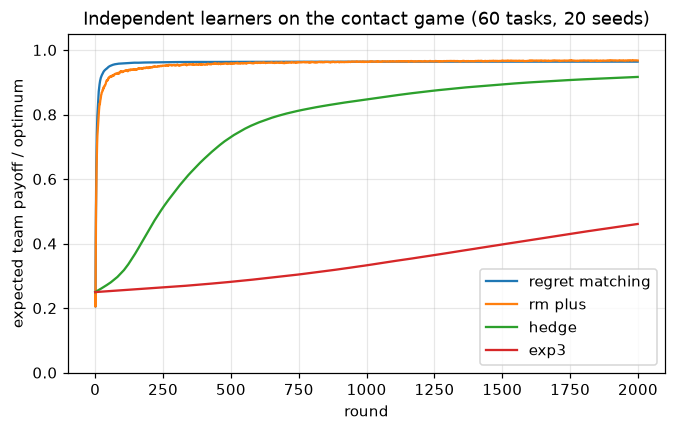 Independent learners on the contact game (60 tasks, 20 seeds)
expected team payoff / optimum
1.0
0.8
0.6
0.4
0.2
0.0
regret matching
rm plus
hedge
exp3
0 250 500 750 1000 1250 1500 1750 2000
round